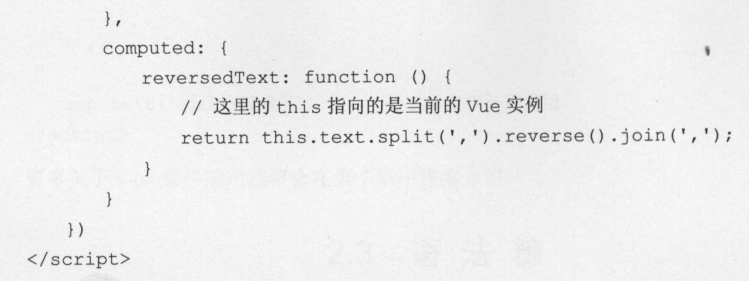 },
computed: {
reversedText: function () {
// 这里的 this 指向的是当前的 Vue 实例
return this.text.split(',').reverse().join(',');
}
}
})
</script>